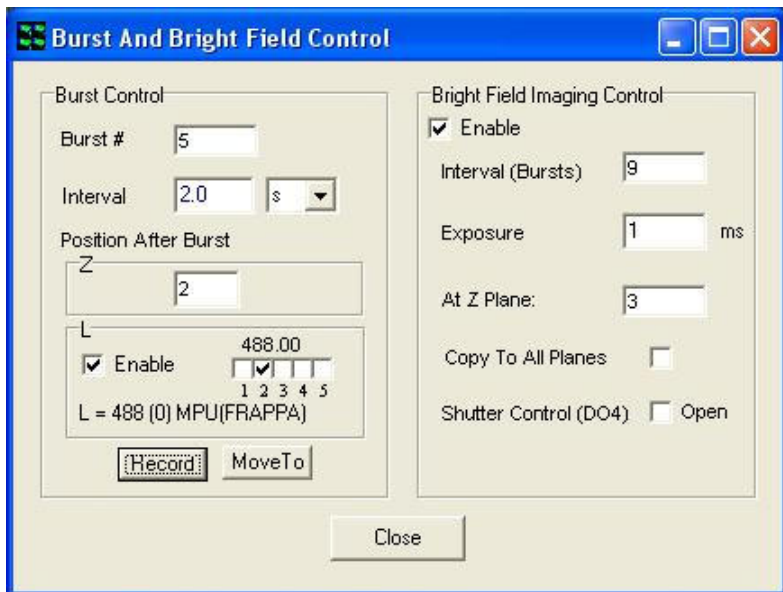 Burst And Bright Field Control
Burst Control
Burst # 5
Interval 2.0 s
Position After Burst
Z
2
L
488.00
Enable
1 2 3 4 5
L = 488 (0) MPU(FRAPPA)
Record MoveTo
Bright Field Imaging Control
Enable
Interval (Bursts) 9
Exposure 1 ms
At Z Plane: 3
Copy To All Planes
Shutter Control (DO4) Open
Close